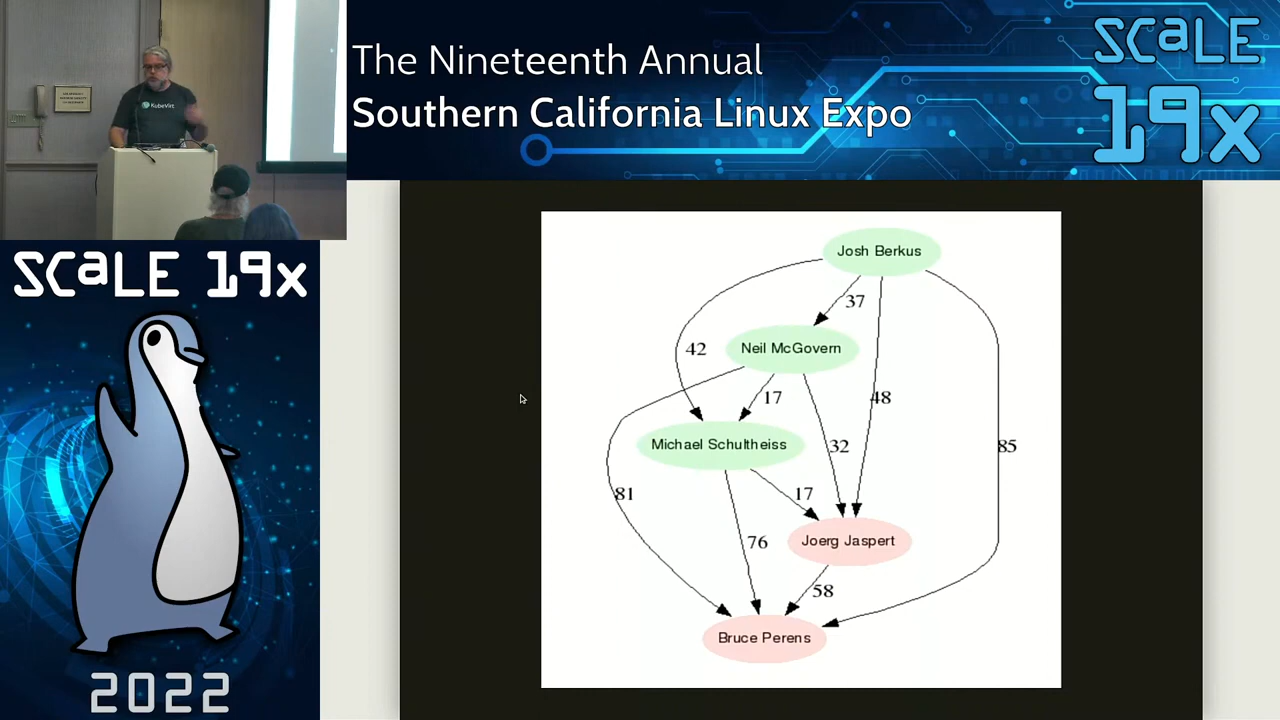 KubeVirt
The Nineteenth Annual
Southern California Linux Expo
SCaLE
19x
SCaLE 19x
2022
Josh Berkus
37
Neil McGovern
42
17
48
Michael Schultheiss
32
85
81
17
76
Joerg Jaspert
58
Bruce Perens